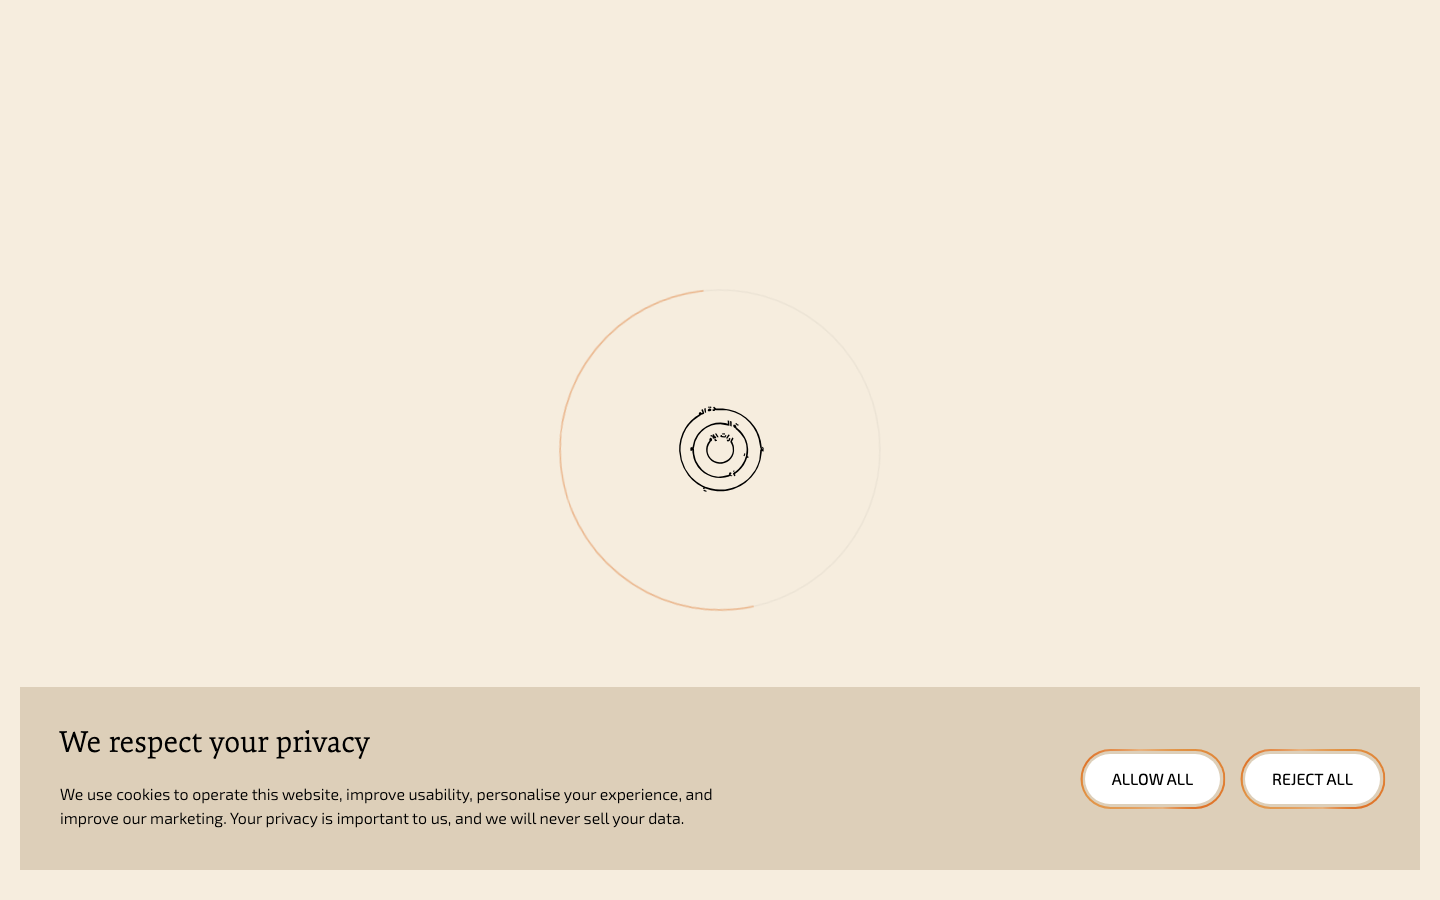 We respect your privacy
We use cookies to operate this website, improve usability, personalise your experience, and
improve our marketing. Your privacy is important to us, and we will never sell your data.
ALLOW ALL
REJECT ALL